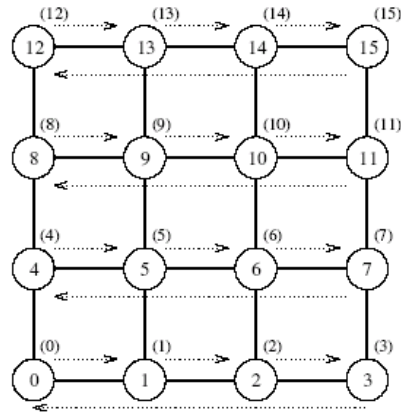 (12) (13) (14) (15)
12 13 14 15
(8) (9) (10) (11)
8 9 10 11
(4) (5) (6) (7)
4 5 6 7
(0) (1) (2) (3)
0 1 2 3